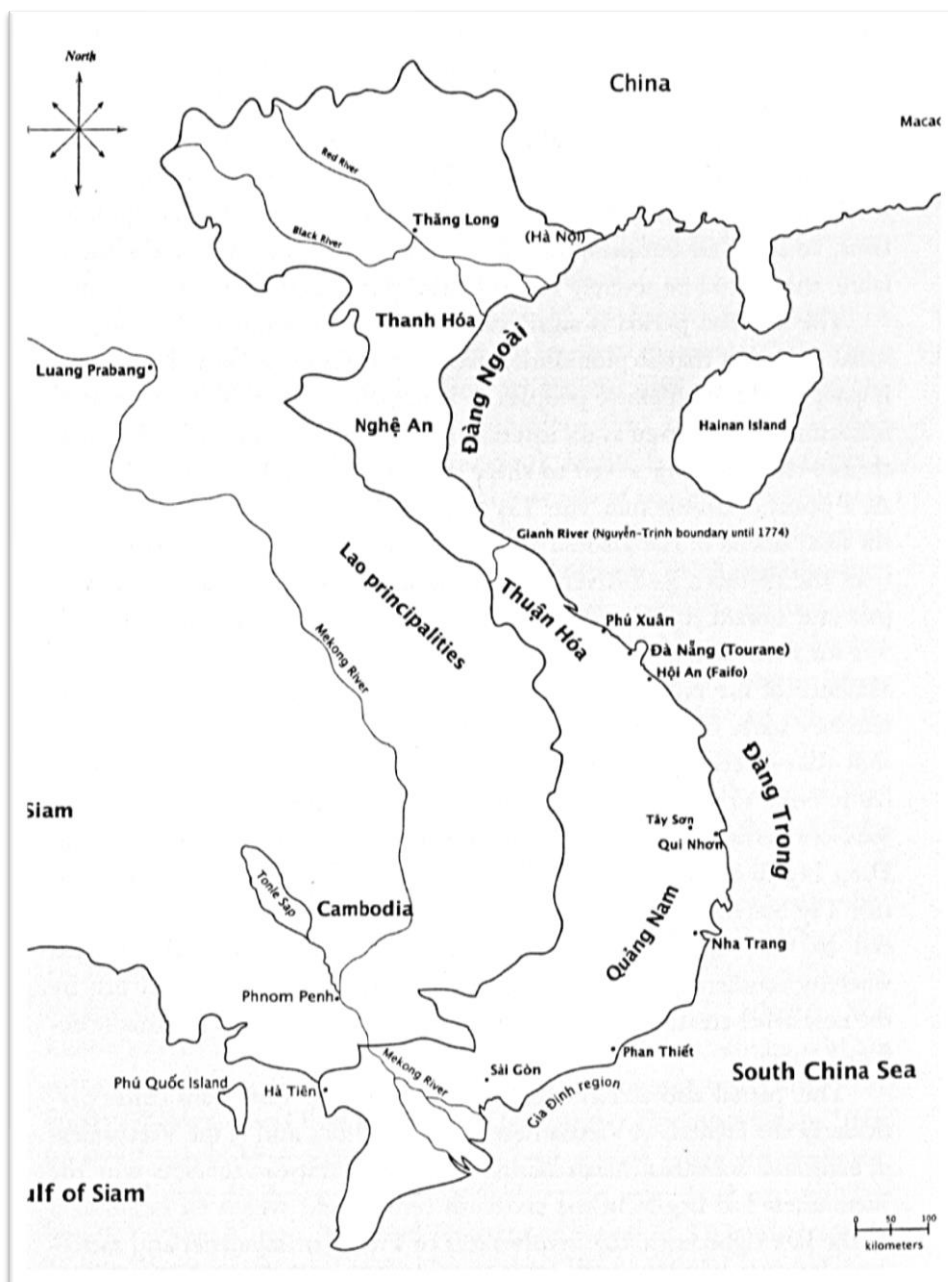 North
China
Macac
Red River
Thăng Long
Black River
(Hà Nội)
Thanh Hóa
Đàng Ngoài
Luang Prabang
Nghệ An
Hainan Island
Gianh River (Nguyễn-Trịnh boundary until 1774)
Lao principalities
Thuận Hóa
Phú Xuân
Đà Nẵng (Tourane)
Hội An (Faifo)
Mekong River
Đàng Trong
Siam
Tây Sơn
Qui Nhơn
Tonle Sap
Cambodia
Quảng Nam
Nha Trang
Phnom Penh
Phan Thiết
Mekong River
Sài Gòn
South China Sea
Phú Quốc Island
Hà Tiên
Gia Định region
ulf of Siam
0 50 100
kilometers